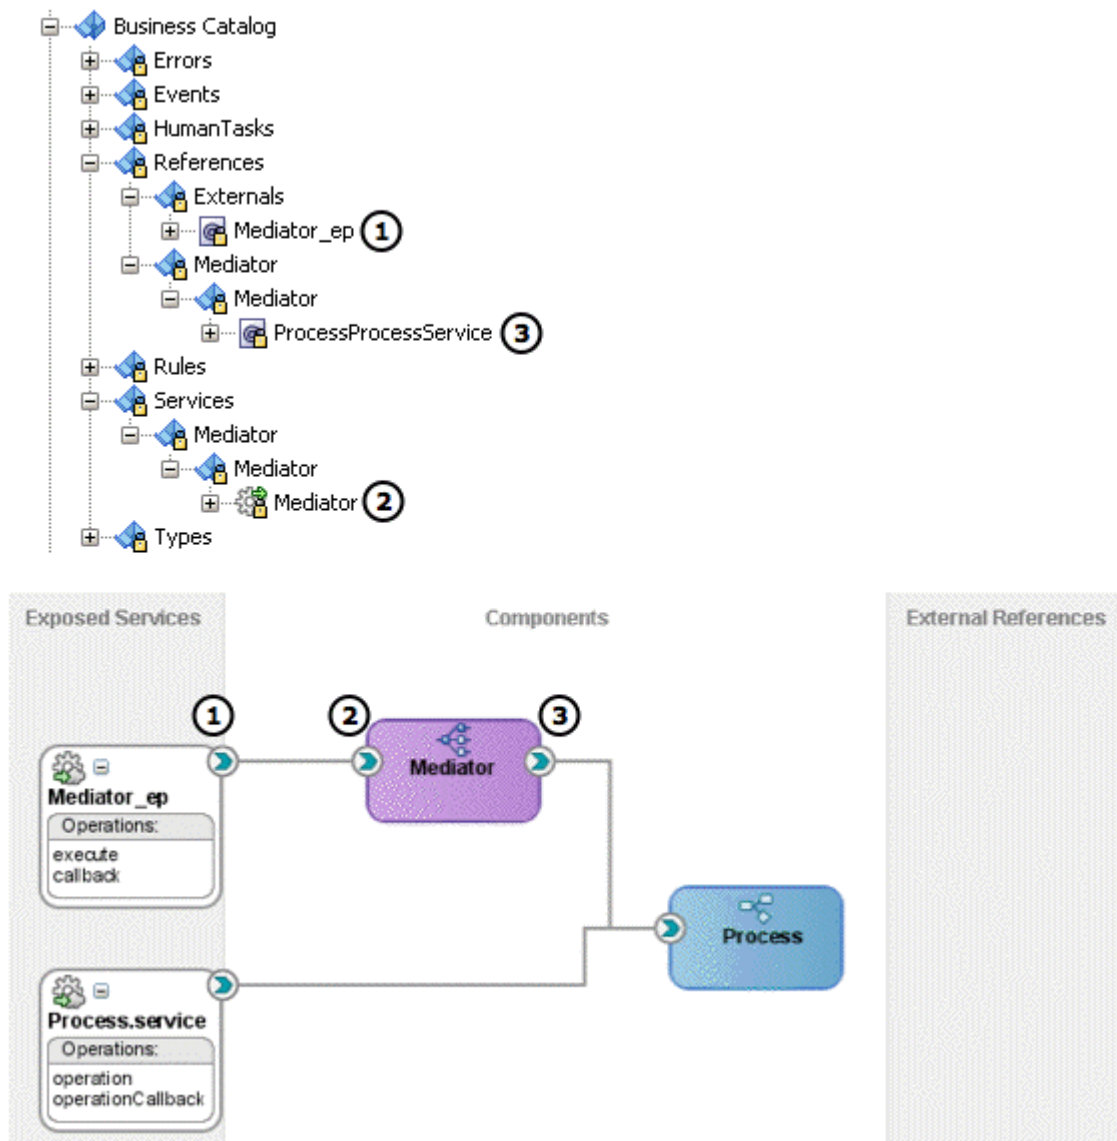 Business Catalog
Errors
Events
HumanTasks
References
Externals
Mediator_ep 1
Mediator
Mediator
ProcessProcessService 3
Rules
Services
Mediator
Mediator
Mediator 2
Types
Exposed Services Components External References
1 2 3
Mediator
Mediator_ep
Operations:
execute
callback
Process
Process.service
Operations:
operation
operationCallback